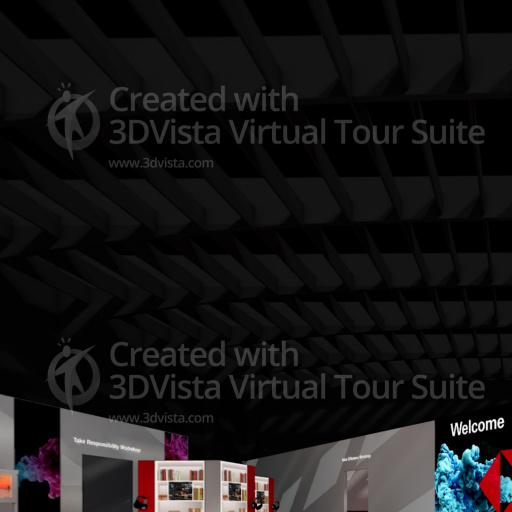 Created with
3DVista Virtual Tour Suite
www.3dvista.com
Created with
3DVista Virtual Tour Suite
www.3dvista.com
Welcome
Take Responsibility Workshop